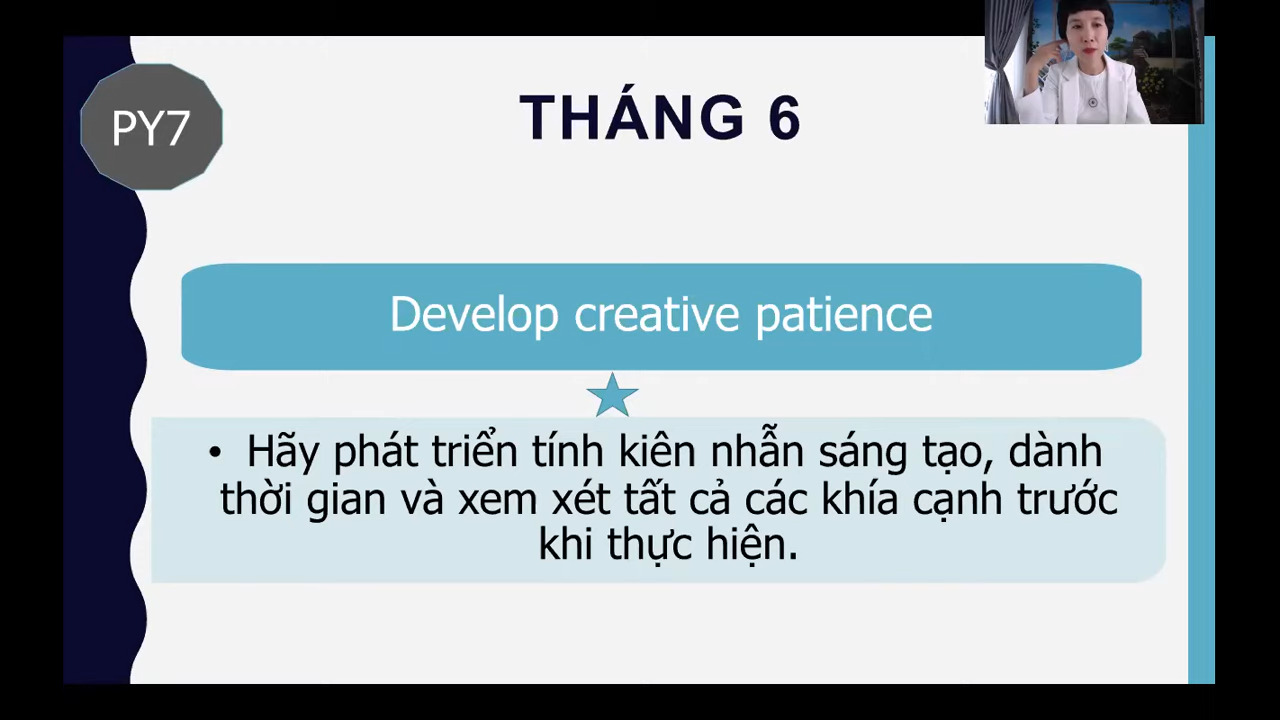 PY7
THÁNG 6
Develop creative patience
• Hãy phát triển tính kiên nhẫn sáng tạo, dành
thời gian và xem xét tất cả các khía cạnh trước
khi thực hiện.